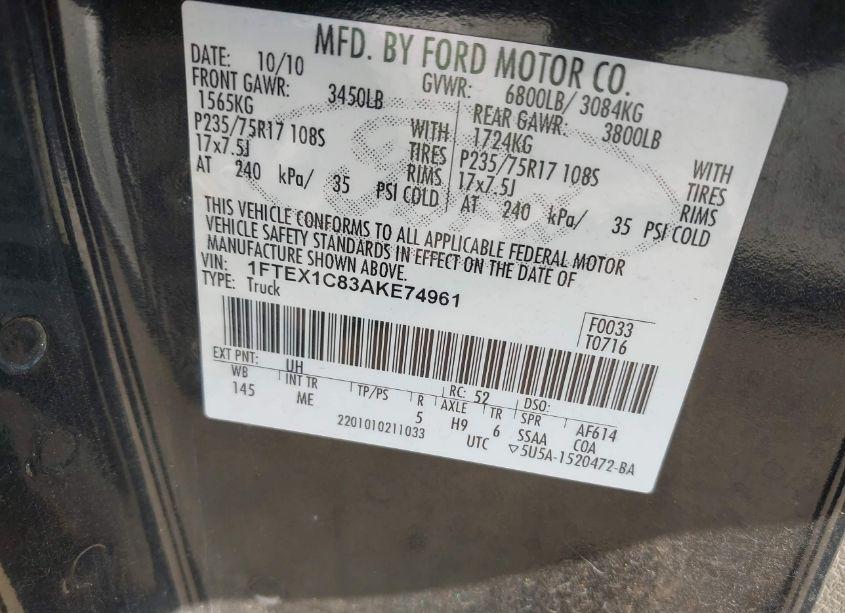 MFD. BY FORD MOTOR CO.
DATE: 10/10 GVWR: 6800LB/ 3084KG
FRONT GAWR: 3450LB REAR GAWR: 3800LB
1565KG WITH 1724KG WITH
P235/75R17 108S TIRES P235/75R17 108S TIRES
17x7.5J RIMS 17x7.5J RIMS
AT 240 kPa/ 35 PSI COLD AT 240 kPa/ 35 PSI COLD
THIS VEHICLE CONFORMS TO ALL APPLICABLE FEDERAL MOTOR
VEHICLE SAFETY STANDARDS IN EFFECT ON THE DATE OF
MANUFACTURE SHOWN ABOVE.
VIN: 1FTEX1C83AKE74961
TYPE: Truck
F0033
T0716
EXT PNT: UH RC: 52 DSO:
WB INT TR TP/PS R AXLE TR SPR AF614
145 ME 5 H9 6 SSAA COA
2201010211033 UTC ▽5U5A-1520472-BA